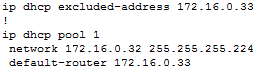 ip dhcp excluded-address 172.16.0.33
!
ip dhcp pool 1
 network 172.16.0.32 255.255.255.224
 default-router 172.16.0.33